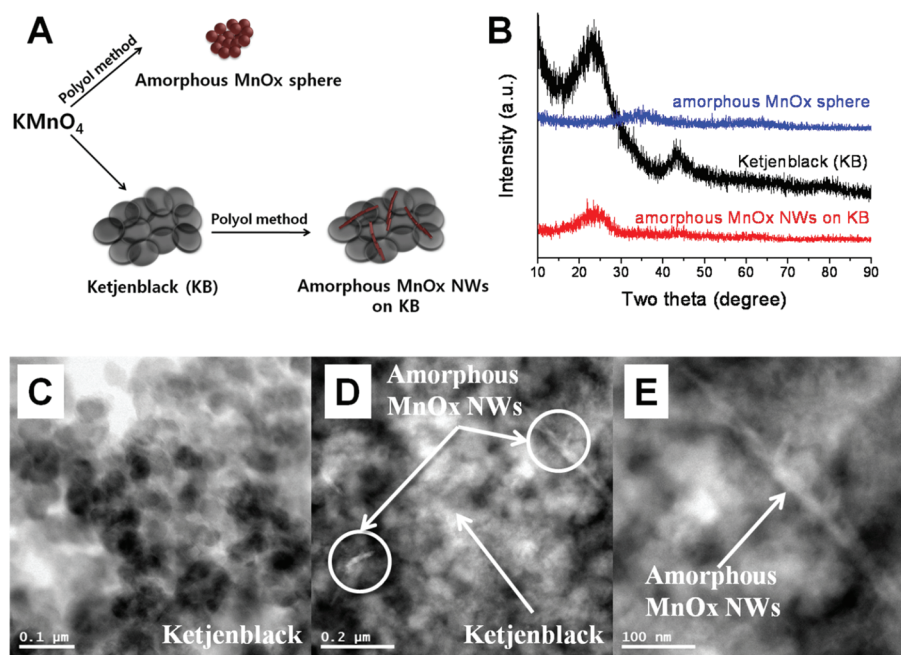 A
Polyol method
Amorphous MnOx sphere
KMnO4
Polyol method
Ketjenblack (KB)
Amorphous MnOx NWs
on KB
B
Intensity (a.u.)
amorphous MnOx sphere
Ketjenblack (KB)
amorphous MnOx NWs on KB
10 20 30 40 50 60 70 80 90
Two theta (degree)
C
0.1 μm
Ketjenblack
D
Amorphous
MnOx NWs
0.2 μm
Ketjenblack
E
Amorphous
MnOx NWs
100 nm